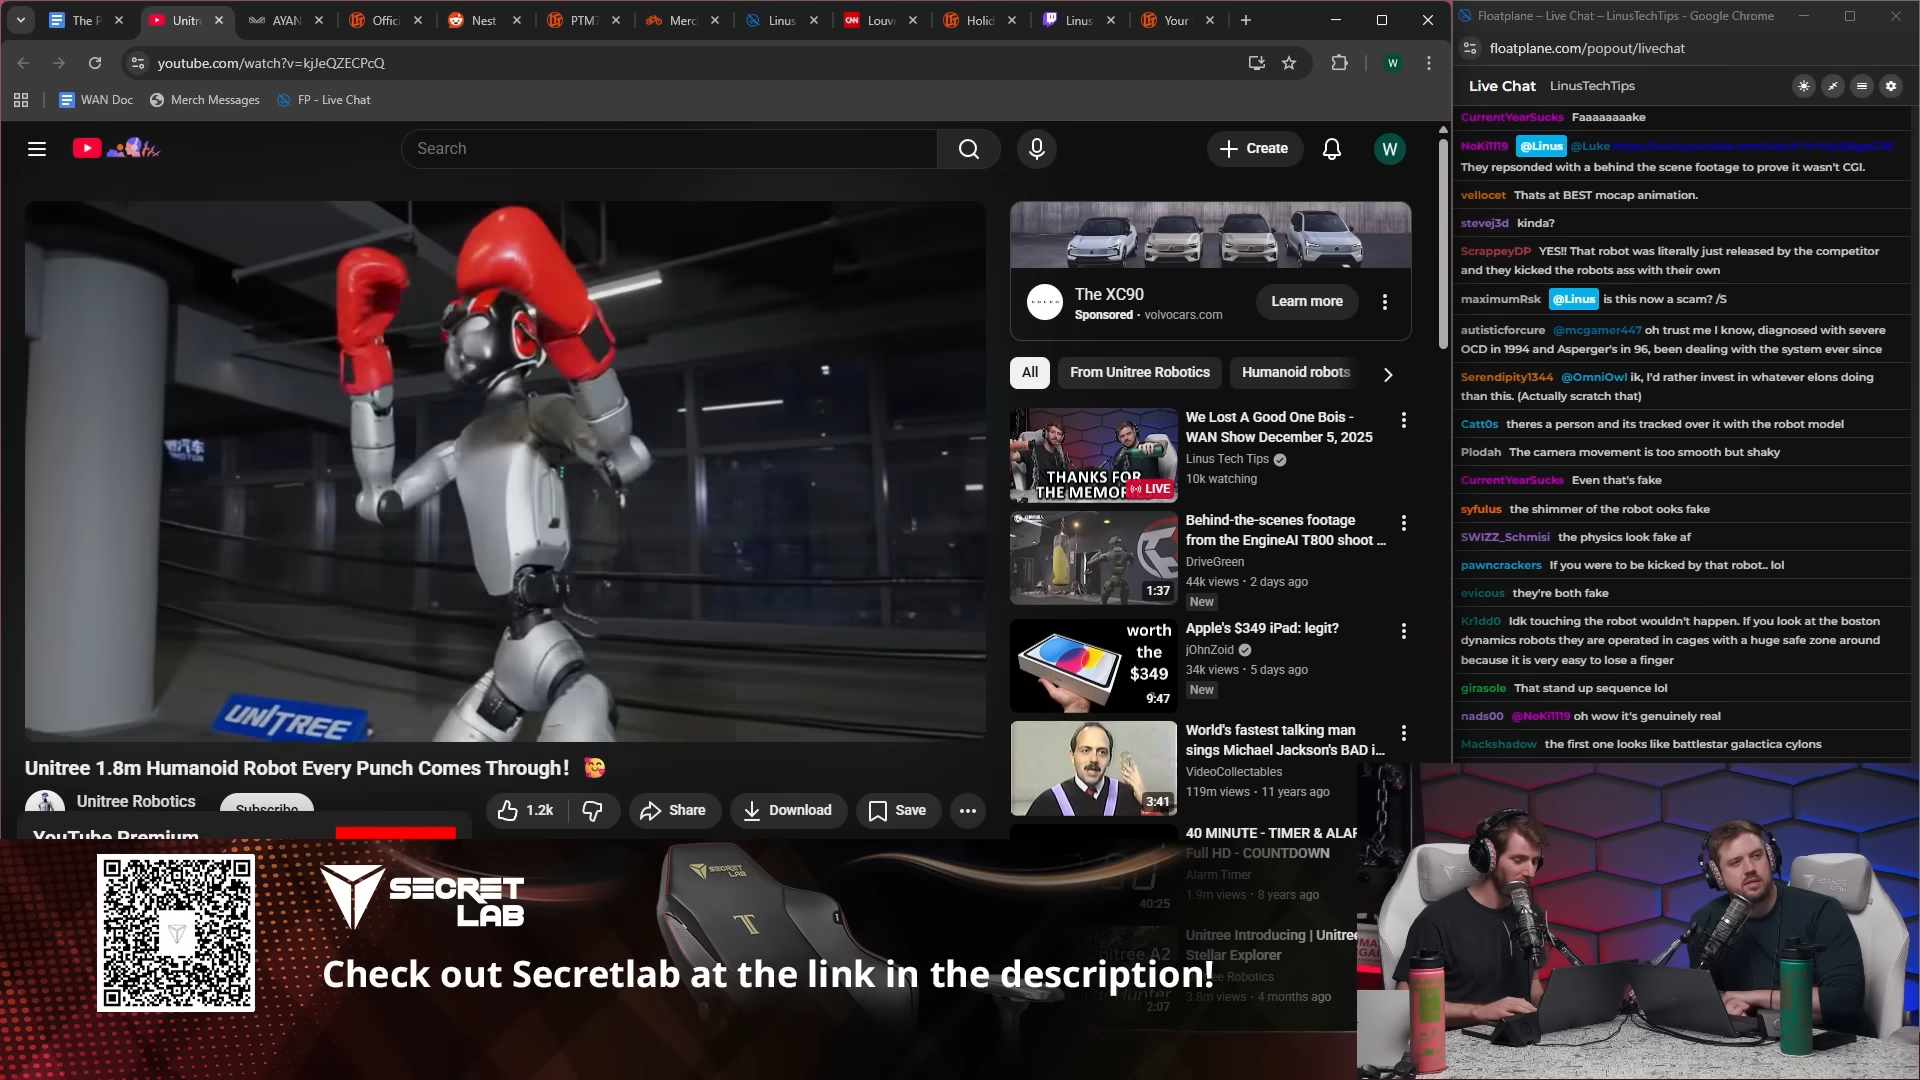 The P
Unitr
AYAN
Offici
Nest
PTM7
Merc
Linus
CNN
Louv
Holid
Linus
Your
youtube.com/watch?v=kjJeQZECPcQ
W
WAN Doc
Merch Messages
FP - Live Chat
Search
Create
W
UNITREE
Unitree 1.8m Humanoid Robot Every Punch Comes Through! 🥰
Unitree Robotics
Subscribe
1.2k
Share
Download
Save
YouTube Premium
The XC90
Sponsored · volvocars.com
Learn more
All
From Unitree Robotics
Humanoid robots
THANKS FOR
THE MEMOR
LIVE
We Lost A Good One Bois -
WAN Show December 5, 2025
Linus Tech Tips
10k watching
1:37
Behind-the-scenes footage
from the EngineAI T800 shoot ...
DriveGreen
44k views · 2 days ago
New
worth
the
$349
9:47
Apple's $349 iPad: legit?
jOhnZoid
34k views · 5 days ago
New
3:41
World's fastest talking man
sings Michael Jackson's BAD i...
VideoCollectables
119m views · 11 years ago
40 MINUTE - TIMER & ALAR
Full HD - COUNTDOWN
Alarm Timer
1.9m views · 8 years ago
40:25
Unitree Introducing | Unitree
Stellar Explorer
ee Robotics
3.8m views · 4 months ago
nitree A2
Hunter
2:07
SECRET
LAB
SECRET
LAB
Check out Secretlab at the link in the description!
Floatplane – Live Chat – LinusTechTips - Google Chrome
floatplane.com/popout/livechat
Live Chat LinusTechTips
CurrentYearSucks Faaaaaaaake
NoKi1119 @Linus @Luke
They repsonded with a behind the scene footage to prove it wasn't CGI.
vellocet Thats at BEST mocap animation.
stevej3d kinda?
ScrappeyDP YES!! That robot was literally just released by the competitor
and they kicked the robots ass with their own
maximumRsk @Linus is this now a scam? /S
autisticforcure @mcgamer447 oh trust me I know, diagnosed with severe
OCD in 1994 and Asperger's in 96, been dealing with the system ever since
Serendipity1344 @OmniOwl ik, I'd rather invest in whatever elons doing
than this. (Actually scratch that)
Catt0s theres a person and its tracked over it with the robot model
Plodah The camera movement is too smooth but shaky
CurrentYearSucks Even that's fake
syfulus the shimmer of the robot ooks fake
SWIZZ_Schmisi the physics look fake af
pawncrackers If you were to be kicked by that robot.. lol
evicous they're both fake
Kr1dd0 Idk touching the robot wouldn't happen. If you look at the boston
dynamics robots they are operated in cages with a huge safe zone around
because it is very easy to lose a finger
girasole That stand up sequence lol
nads00 @NoKi1119 oh wow it's genuinely real
Mackshadow the first one looks like battlestar galactica cylons